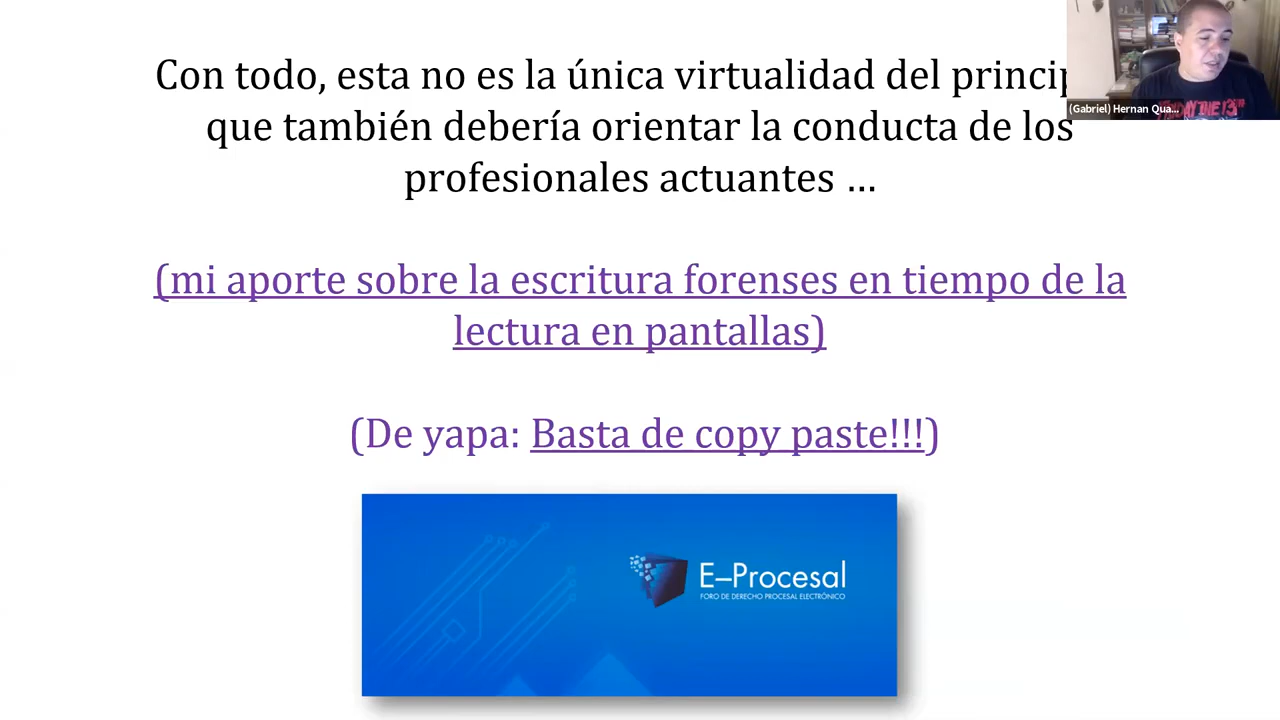 Con todo, esta no es la única virtualidad del
que también debería orientar la conducta de los
profesionales actuantes ...
(mi aporte sobre la escritura forenses en tiempo de la
lectura en pantallas)
(De yapa: Basta de copy paste!!!)
E-Procesal
FORO DE DERECHO PROCESAL ELECTRÓNICO
(Gabriel) Hernan Qua...